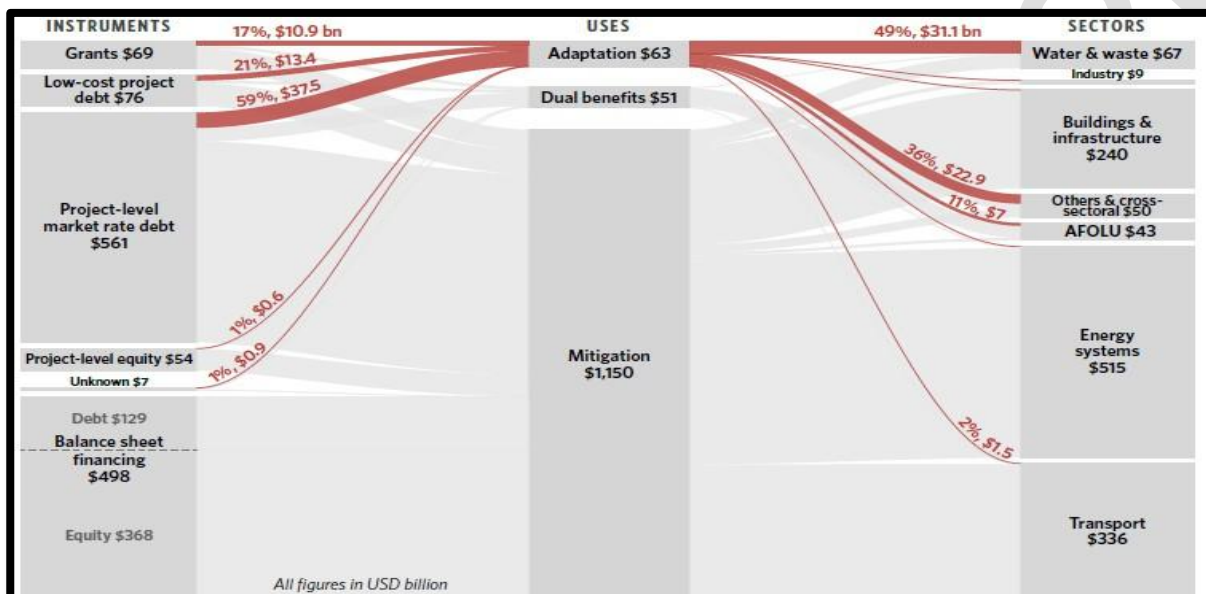 INSTRUMENTS
USES
SECTORS
17%, $10.9 bn
49%, $31.1 bn
Grants $69
Adaptation $63
Water & waste $67
21%, $13.4
Industry $9
Low-cost project
debt $76
59%, $37.5
Dual benefits $51
Buildings &
infrastructure
$240
36%, $22.9
Others & cross-
sectoral $50
11%, $7
AFOLU $43
Project-level
market rate debt
$561
1%, $0.6
Project-level equity $54
1%, $0.9
Unknown $7
Mitigation
$1,150
Energy
systems
$515
Debt $129
Balance sheet
financing
$498
2%, $1.5
Equity $368
Transport
$336
All figures in USD billion